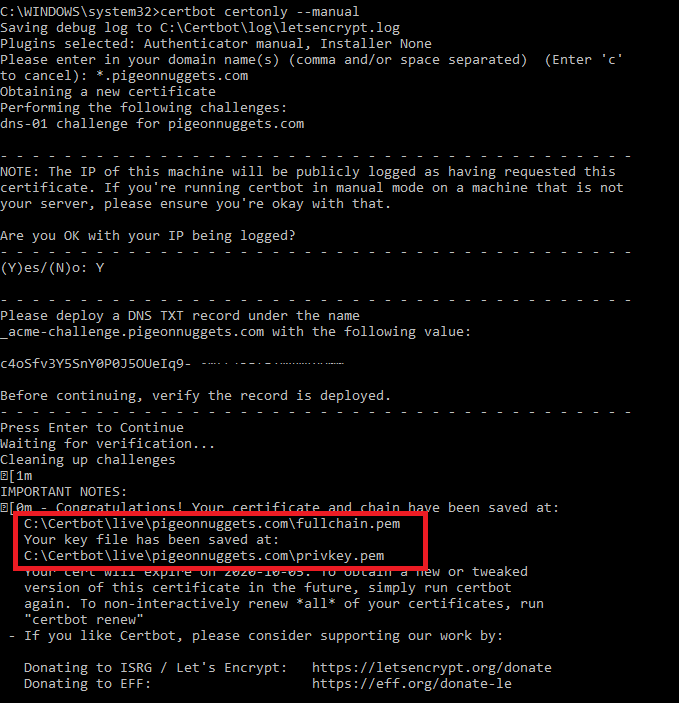 C:\WINDOWS\system32>certbot certonly --manual
Saving debug log to C:\Certbot\log\letsencrypt.log
Plugins selected: Authenticator manual, Installer None
Please enter in your domain name(s) (comma and/or space separated)  (Enter 'c'
to cancel): *.pigeonnuggets.com
Obtaining a new certificate
Performing the following challenges:
dns-01 challenge for pigeonnuggets.com
- - - - - - - - - - - - - - - - - - - - - - - - - - - - - - - - - - - - - - - -
NOTE: The IP of this machine will be publicly logged as having requested this
certificate. If you're running certbot in manual mode on a machine that is not
your server, please ensure you're okay with that.
Are you OK with your IP being logged?
- - - - - - - - - - - - - - - - - - - - - - - - - - - - - - - - - - - - - - - -
(Y)es/(N)o: Y
- - - - - - - - - - - - - - - - - - - - - - - - - - - - - - - - - - - - - - - -
Please deploy a DNS TXT record under the name
_acme-challenge.pigeonnuggets.com with the following value:
c4oSfv3Y5SnY0P0J5OUeIq9-
Before continuing, verify the record is deployed.
- - - - - - - - - - - - - - - - - - - - - - - - - - - - - - - - - - - - - - - -
Press Enter to Continue
Waiting for verification...
Cleaning up challenges
[1m
IMPORTANT NOTES:
[0m - Congratulations! Your certificate and chain have been saved at:
C:\Certbot\live\pigeonnuggets.com\fullchain.pem
Your key file has been saved at:
C:\Certbot\live\pigeonnuggets.com\privkey.pem
Your cert will expire on 2020-10-05. To obtain a new or tweaked
version of this certificate in the future, simply run certbot
again. To non-interactively renew *all* of your certificates, run
"certbot renew"
- If you like Certbot, please consider supporting our work by:
Donating to ISRG / Let's Encrypt:   https://letsencrypt.org/donate
Donating to EFF:                    https://eff.org/donate-le